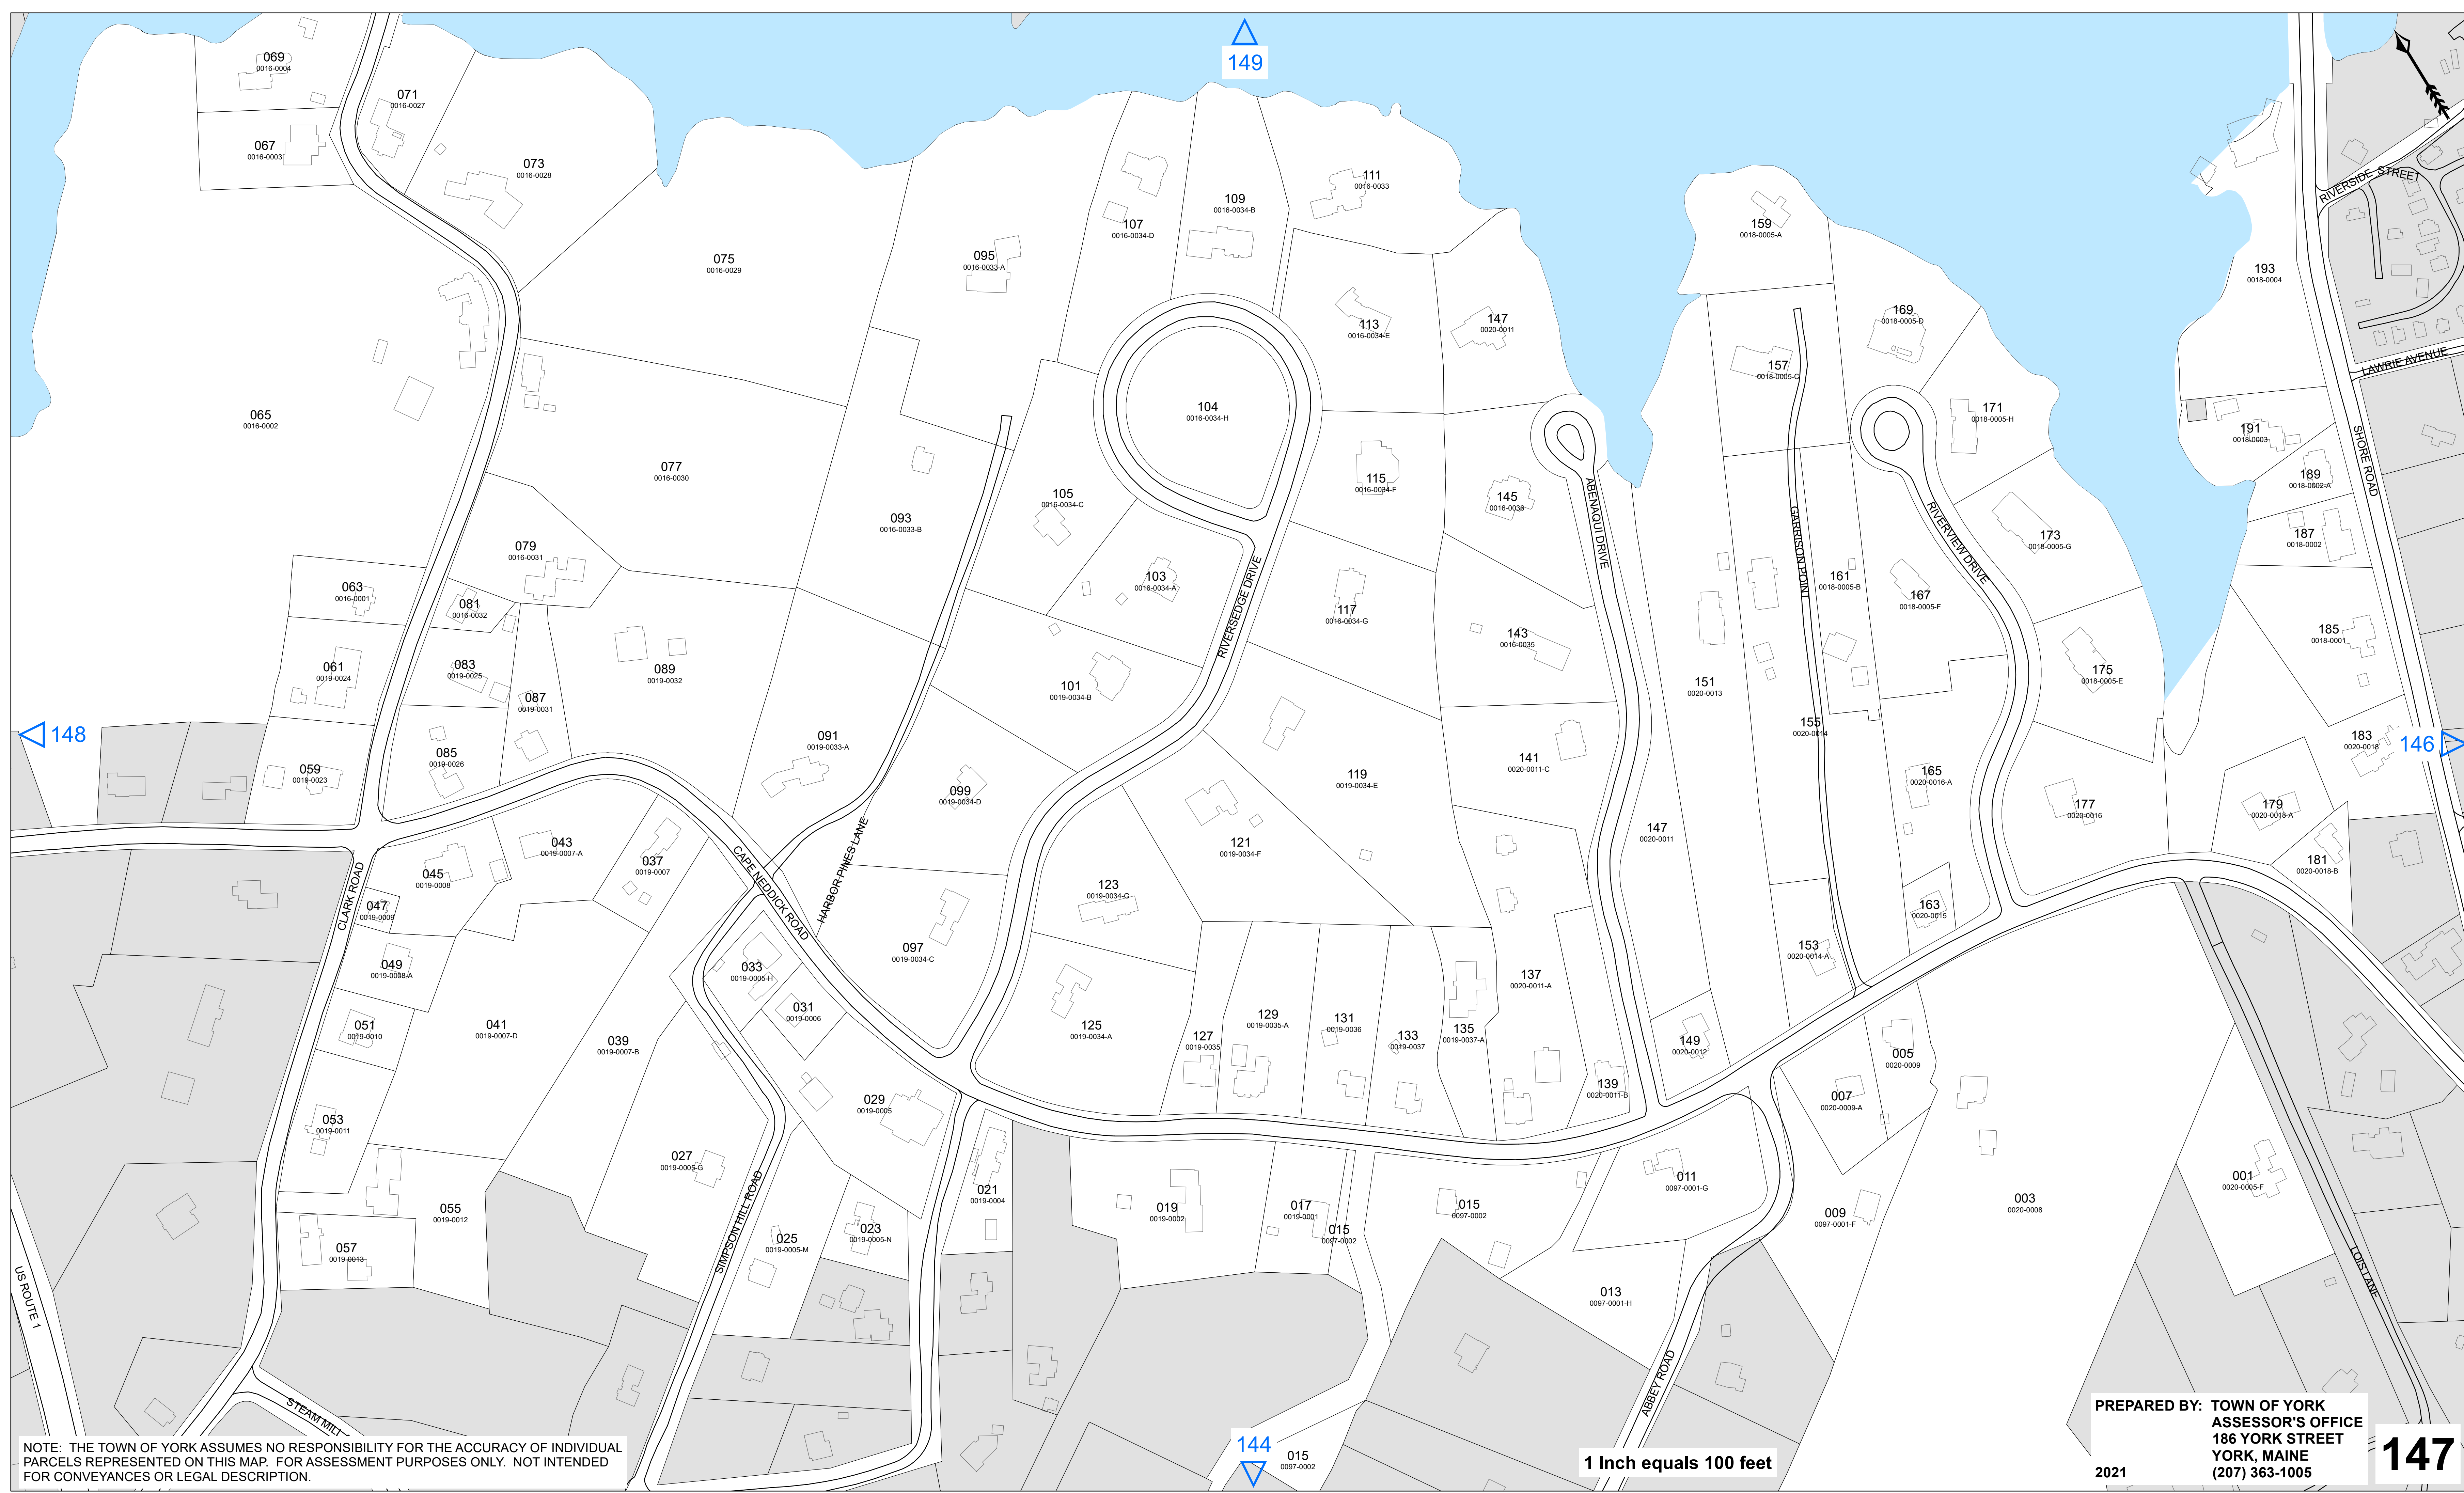 149
069
0016-0004
071
0016-0027
067
0016-0003
073
0016-0028
075
0016-0029
095
0016-0033-A
107
0016-0034-D
109
0016-0034-B
111
0016-0033
159
0018-0005-A
RIVERSIDE STREET
193
0018-0004
113
0016-0034-E
147
0020-0011
169
0018-0005-D
157
0018-0005-C
LAWRIE AVENUE
065
0016-0002
104
0016-0034-H
171
0018-0005-H
191
0018-0003
SHORE ROAD
077
0016-0030
093
0016-0033-B
105
0016-0034-C
115
0016-0034-F
145
0016-0036
ABENAQUI DRIVE
GARRISON POINT
RIVERVIEW DRIVE
189
0018-0002-A
187
0018-0002
173
0018-0005-G
079
0016-0031
063
0016-0001
081
0016-0032
103
0016-0034-A
RIVERSEDGE DRIVE
117
0016-0034-G
161
0018-0005-B
167
0018-0005-F
143
0016-0035
185
0018-0001
061
0019-0024
083
0019-0025
087
0019-0031
089
0019-0032
101
0019-0034-B
151
0020-0013
175
0018-0005-E
148
085
0019-0026
091
0019-0033-A
155
0020-0014
183
0020-0018
146
059
0019-0023
099
0019-0034-D
119
0019-0034-E
141
0020-0011-C
165
0020-0016-A
177
0020-0016
179
0020-0018-A
043
0019-0007-A
037
0019-0007
045
0019-0008
121
0019-0034-F
147
0020-0011
181
0020-0018-B
CLARK ROAD
CAPE NEDDICK ROAD
HARBOR PINES LANE
047
0019-0009
123
0019-0034-G
163
0020-0015
049
0019-0008-A
033
0019-0005-H
097
0019-0034-C
153
0020-0014-A
137
0020-0011-A
031
0019-0006
051
0019-0010
041
0019-0007-D
039
0019-0007-B
125
0019-0034-A
127
0019-0035
129
0019-0035-A
131
0019-0036
133
0019-0037
135
0019-0037-A
149
0020-0012
005
0020-0009
139
0020-0011-B
007
0020-0009-A
053
0019-0011
029
0019-0005
027
0019-0005-G
SIMPSON HILL ROAD
021
0019-0004
011
0097-0001-G
001
0020-0005-F
055
0019-0012
019
0019-0002
017
0019-0001
015
0097-0002
015
0097-0002
009
0097-0001-F
003
0020-0008
057
0019-0013
025
0019-0005-M
023
0019-0005-N
US ROUTE 1
LOIS LANE
013
0097-0001-H
ABBEY ROAD
STEAM MILL
144
015
0097-0002
NOTE: THE TOWN OF YORK ASSUMES NO RESPONSIBILITY FOR THE ACCURACY OF INDIVIDUAL
PARCELS REPRESENTED ON THIS MAP. FOR ASSESSMENT PURPOSES ONLY. NOT INTENDED
FOR CONVEYANCES OR LEGAL DESCRIPTION.
1 Inch equals 100 feet
PREPARED BY: TOWN OF YORK
ASSESSOR'S OFFICE
186 YORK STREET
YORK, MAINE
2021 (207) 363-1005
147